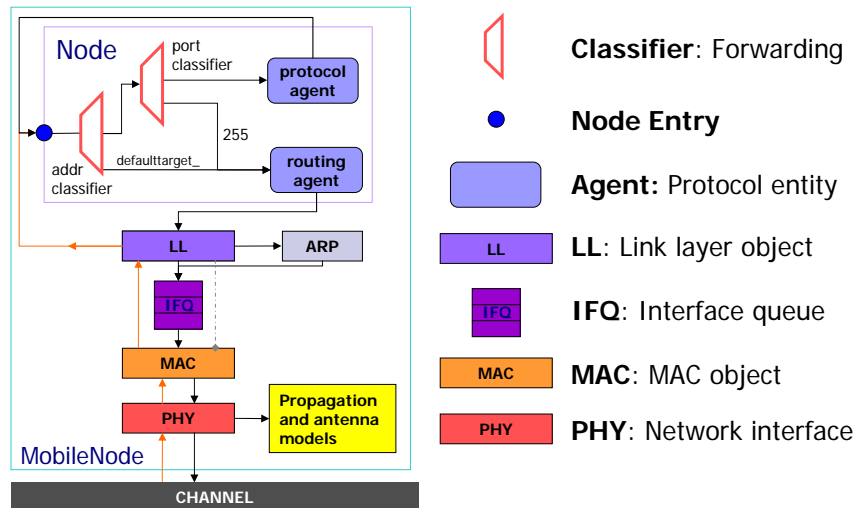 Node
port
classifier
protocol
agent
255
addr
classifier
defaulttarget_
routing
agent
LL
ARP
IFQ
MAC
PHY
Propagation
and antenna
models
MobileNode
CHANNEL
Classifier: Forwarding
Node Entry
Agent: Protocol entity
LL
LL: Link layer object
IFQ
IFQ: Interface queue
MAC
MAC: MAC object
PHY
PHY: Network interface